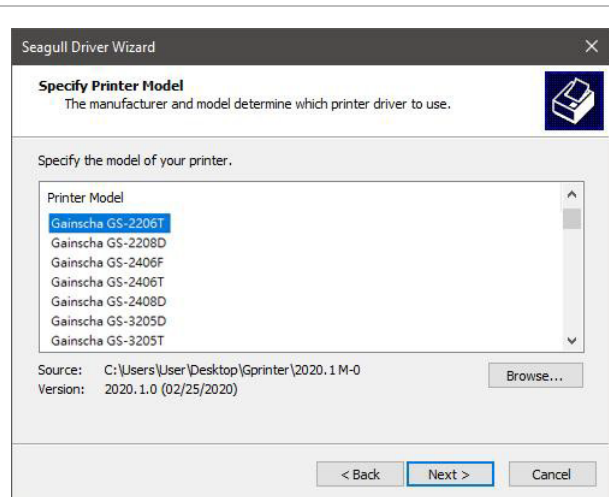 Seagull Driver Wizard
Specify Printer Model
The manufacturer and model determine which printer driver to use.
Specify the model of your printer.
Printer Model
Gainscha GS-2206T
Gainscha GS-2208D
Gainscha GS-2406F
Gainscha GS-2406T
Gainscha GS-2408D
Gainscha GS-3205D
Gainscha GS-3205T
Source: C:\Users\User\Desktop\Gprinter\2020.1 M-0
Browse...
Version: 2020.1.0 (02/25/2020)
< Back Next > Cancel